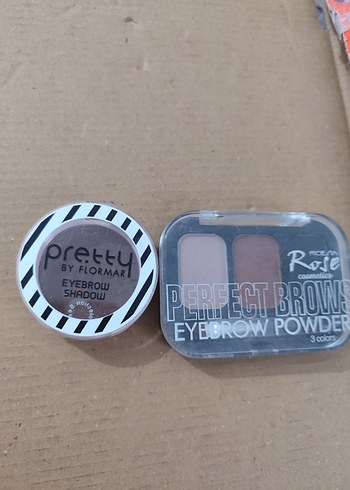 pretty
BY FLORMAR
EYEBROW
SHADOW
Rose
cosmetics
PERFECT BROWS
EYEBROW POWDER
3 colors